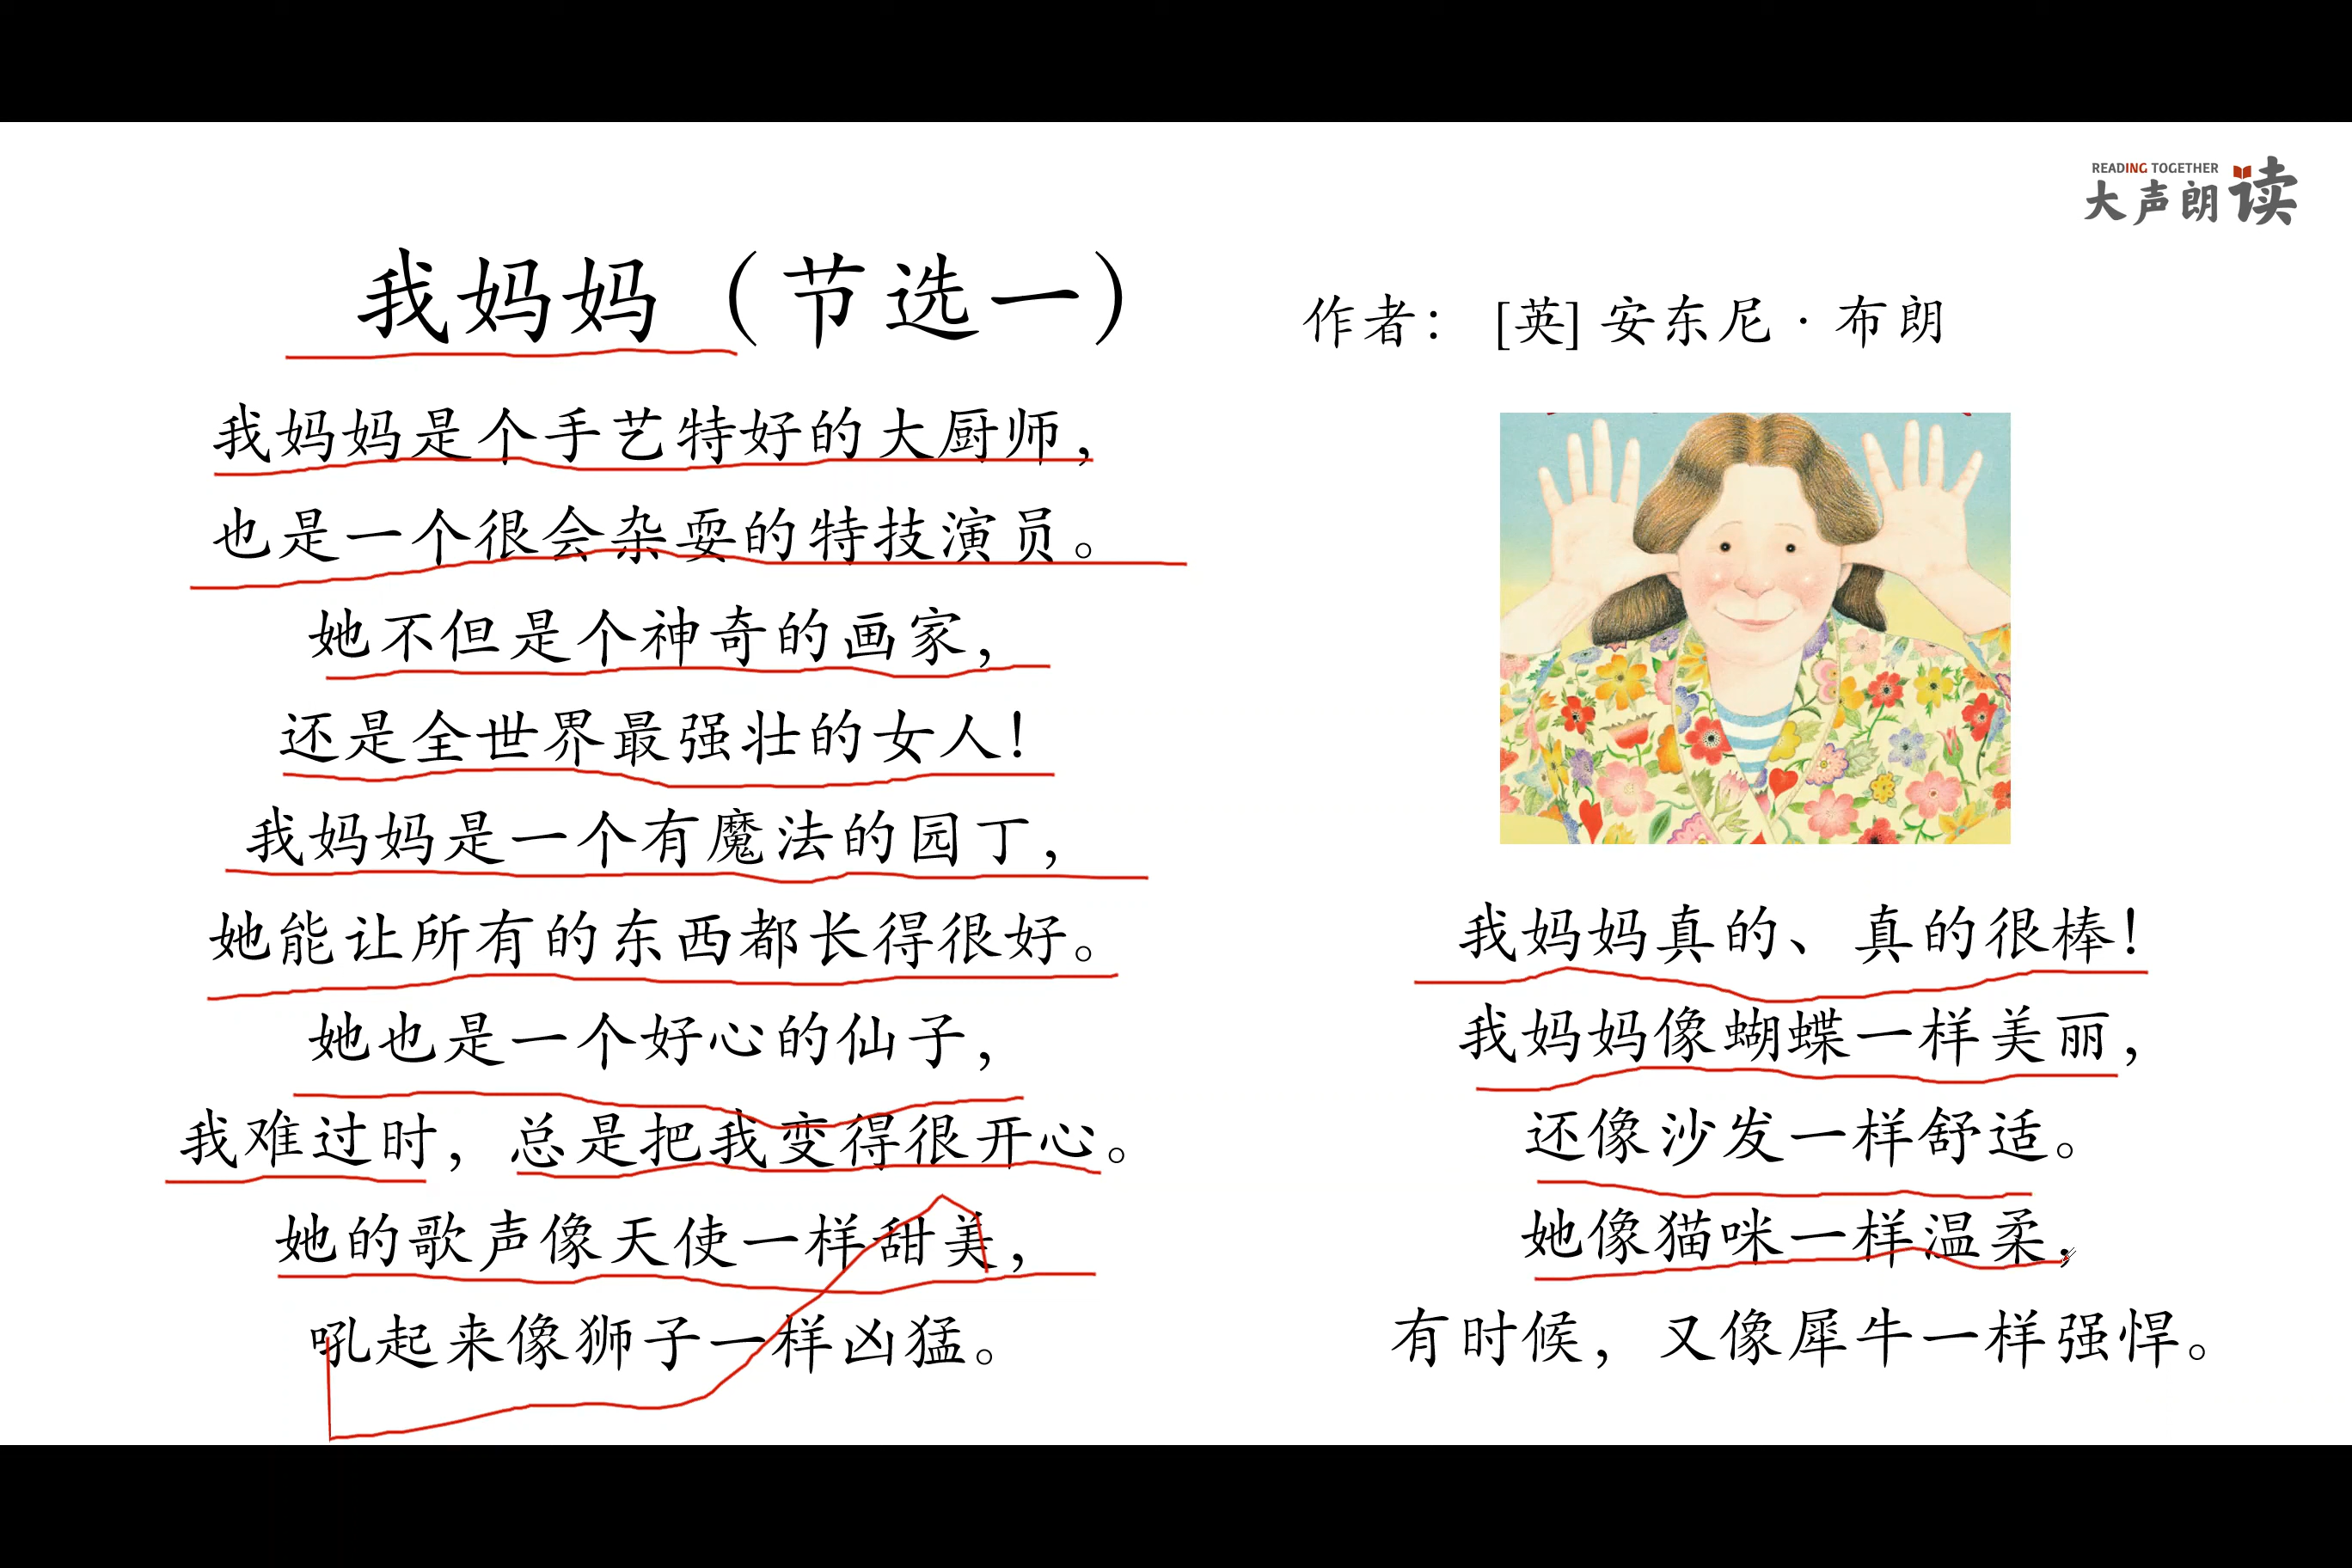 READING TOGETHER
大声朗读
我妈妈（节选一）
作者： [英] 安东尼 · 布朗
我妈妈是个手艺特好的大厨师，
也是一个很会杂耍的特技演员。
她不但是个神奇的画家，
还是全世界最强壮的女人！
我妈妈是一个有魔法的园丁，
她能让所有的东西都长得很好。
她也是一个好心的仙子，
我难过时，总是把我变得很开心。
她的歌声像天使一样甜美，
吼起来像狮子一样凶猛。
我妈妈真的、真的很棒！
我妈妈像蝴蝶一样美丽，
还像沙发一样舒适。
她像猫咪一样温柔，
有时候，又像犀牛一样强悍。